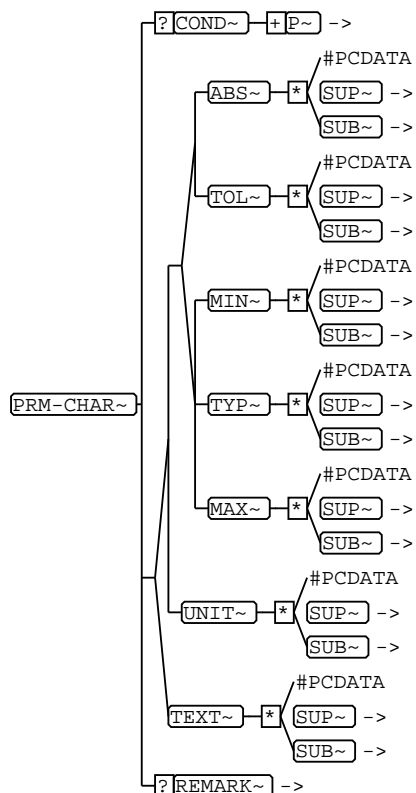 ? COND~ + P~ ->
#PCDATA
ABS~ * SUP~ ->
SUB~ ->
#PCDATA
TOL~ * SUP~ ->
SUB~ ->
#PCDATA
MIN~ * SUP~ ->
SUB~ ->
#PCDATA
PRM-CHAR~ TYP~ * SUP~ ->
SUB~ ->
#PCDATA
MAX~ * SUP~ ->
SUB~ ->
#PCDATA
UNIT~ * SUP~ ->
SUB~ ->
#PCDATA
TEXT~ * SUP~ ->
SUB~ ->
? REMARK~ ->